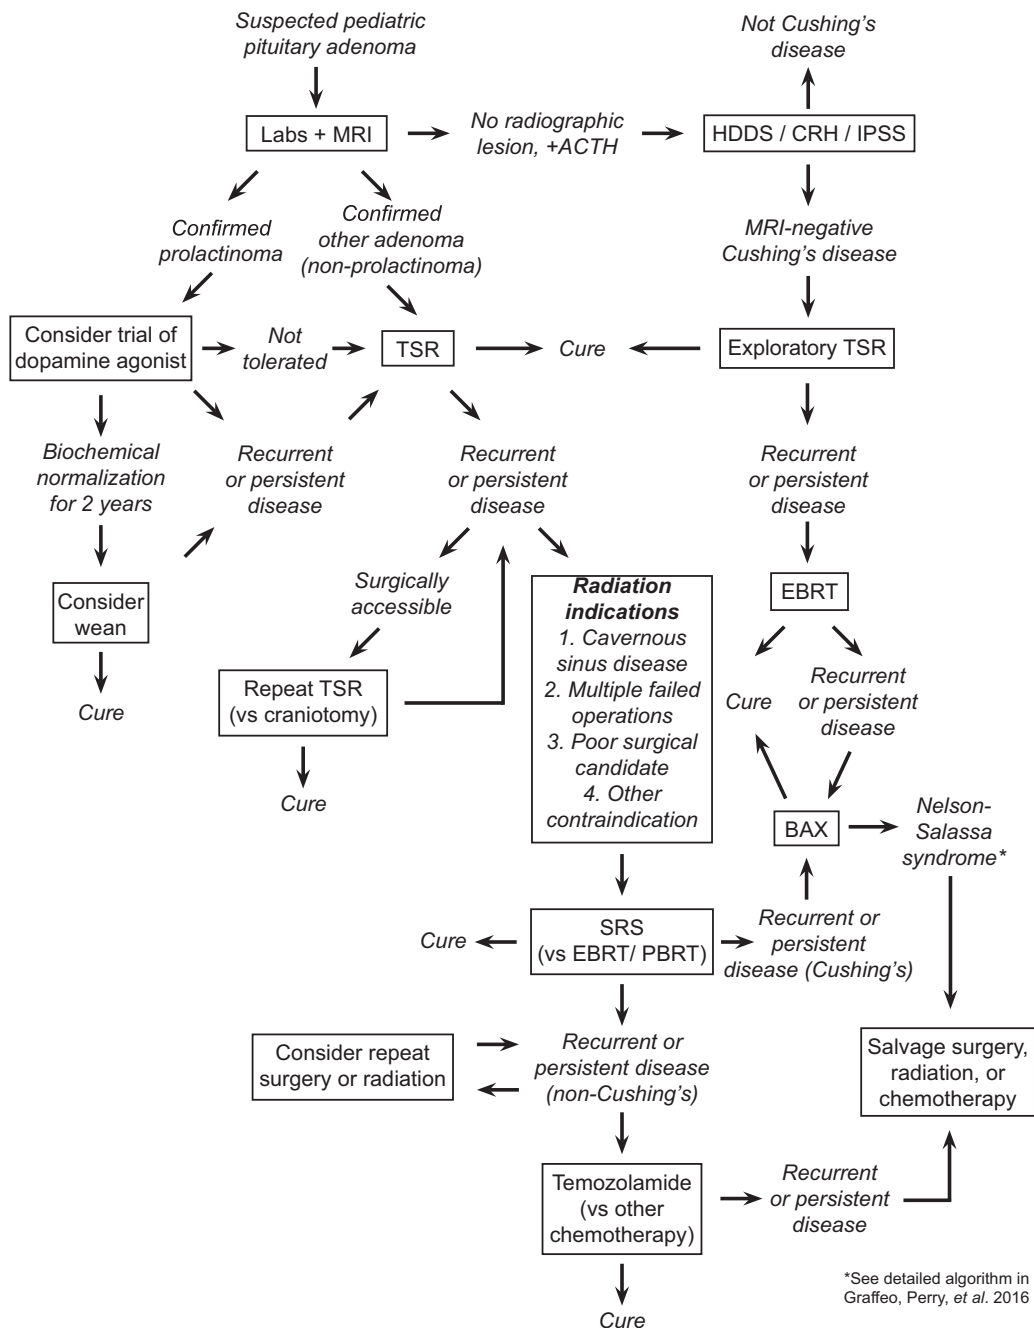 Suspected pediatric
pituitary adenoma
Not Cushing's
disease
Labs + MRI
No radiographic
lesion, +ACTH
HDDS / CRH / IPSS
Confirmed
prolactinoma
Confirmed
other adenoma
(non-prolactinoma)
MRI-negative
Cushing's disease
Consider trial of
dopamine agonist
Not
tolerated
TSR
Cure
Exploratory TSR
Biochemical
normalization
for 2 years
Recurrent
or persistent
disease
Recurrent
or persistent
disease
Recurrent
or persistent
disease
Consider
wean
Cure
Surgically
accessible
Repeat TSR
(vs craniotomy)
Cure
Radiation
indications
1. Cavernous
sinus disease
2. Multiple failed
operations
3. Poor surgical
candidate
4. Other
contraindication
EBRT
Cure
Recurrent
or persistent
disease
BAX
Nelson-
Salassa
syndrome*
Cure
SRS
(vs EBRT/ PBRT)
Recurrent or
persistent
disease (Cushing's)
Consider repeat
surgery or radiation
Recurrent or
persistent disease
(non-Cushing's)
Salvage surgery,
radiation, or
chemotherapy
Temozolamide
(vs other
chemotherapy)
Recurrent
or persistent
disease
Cure
*See detailed algorithm in
Graffeo, Perry, et al. 2016